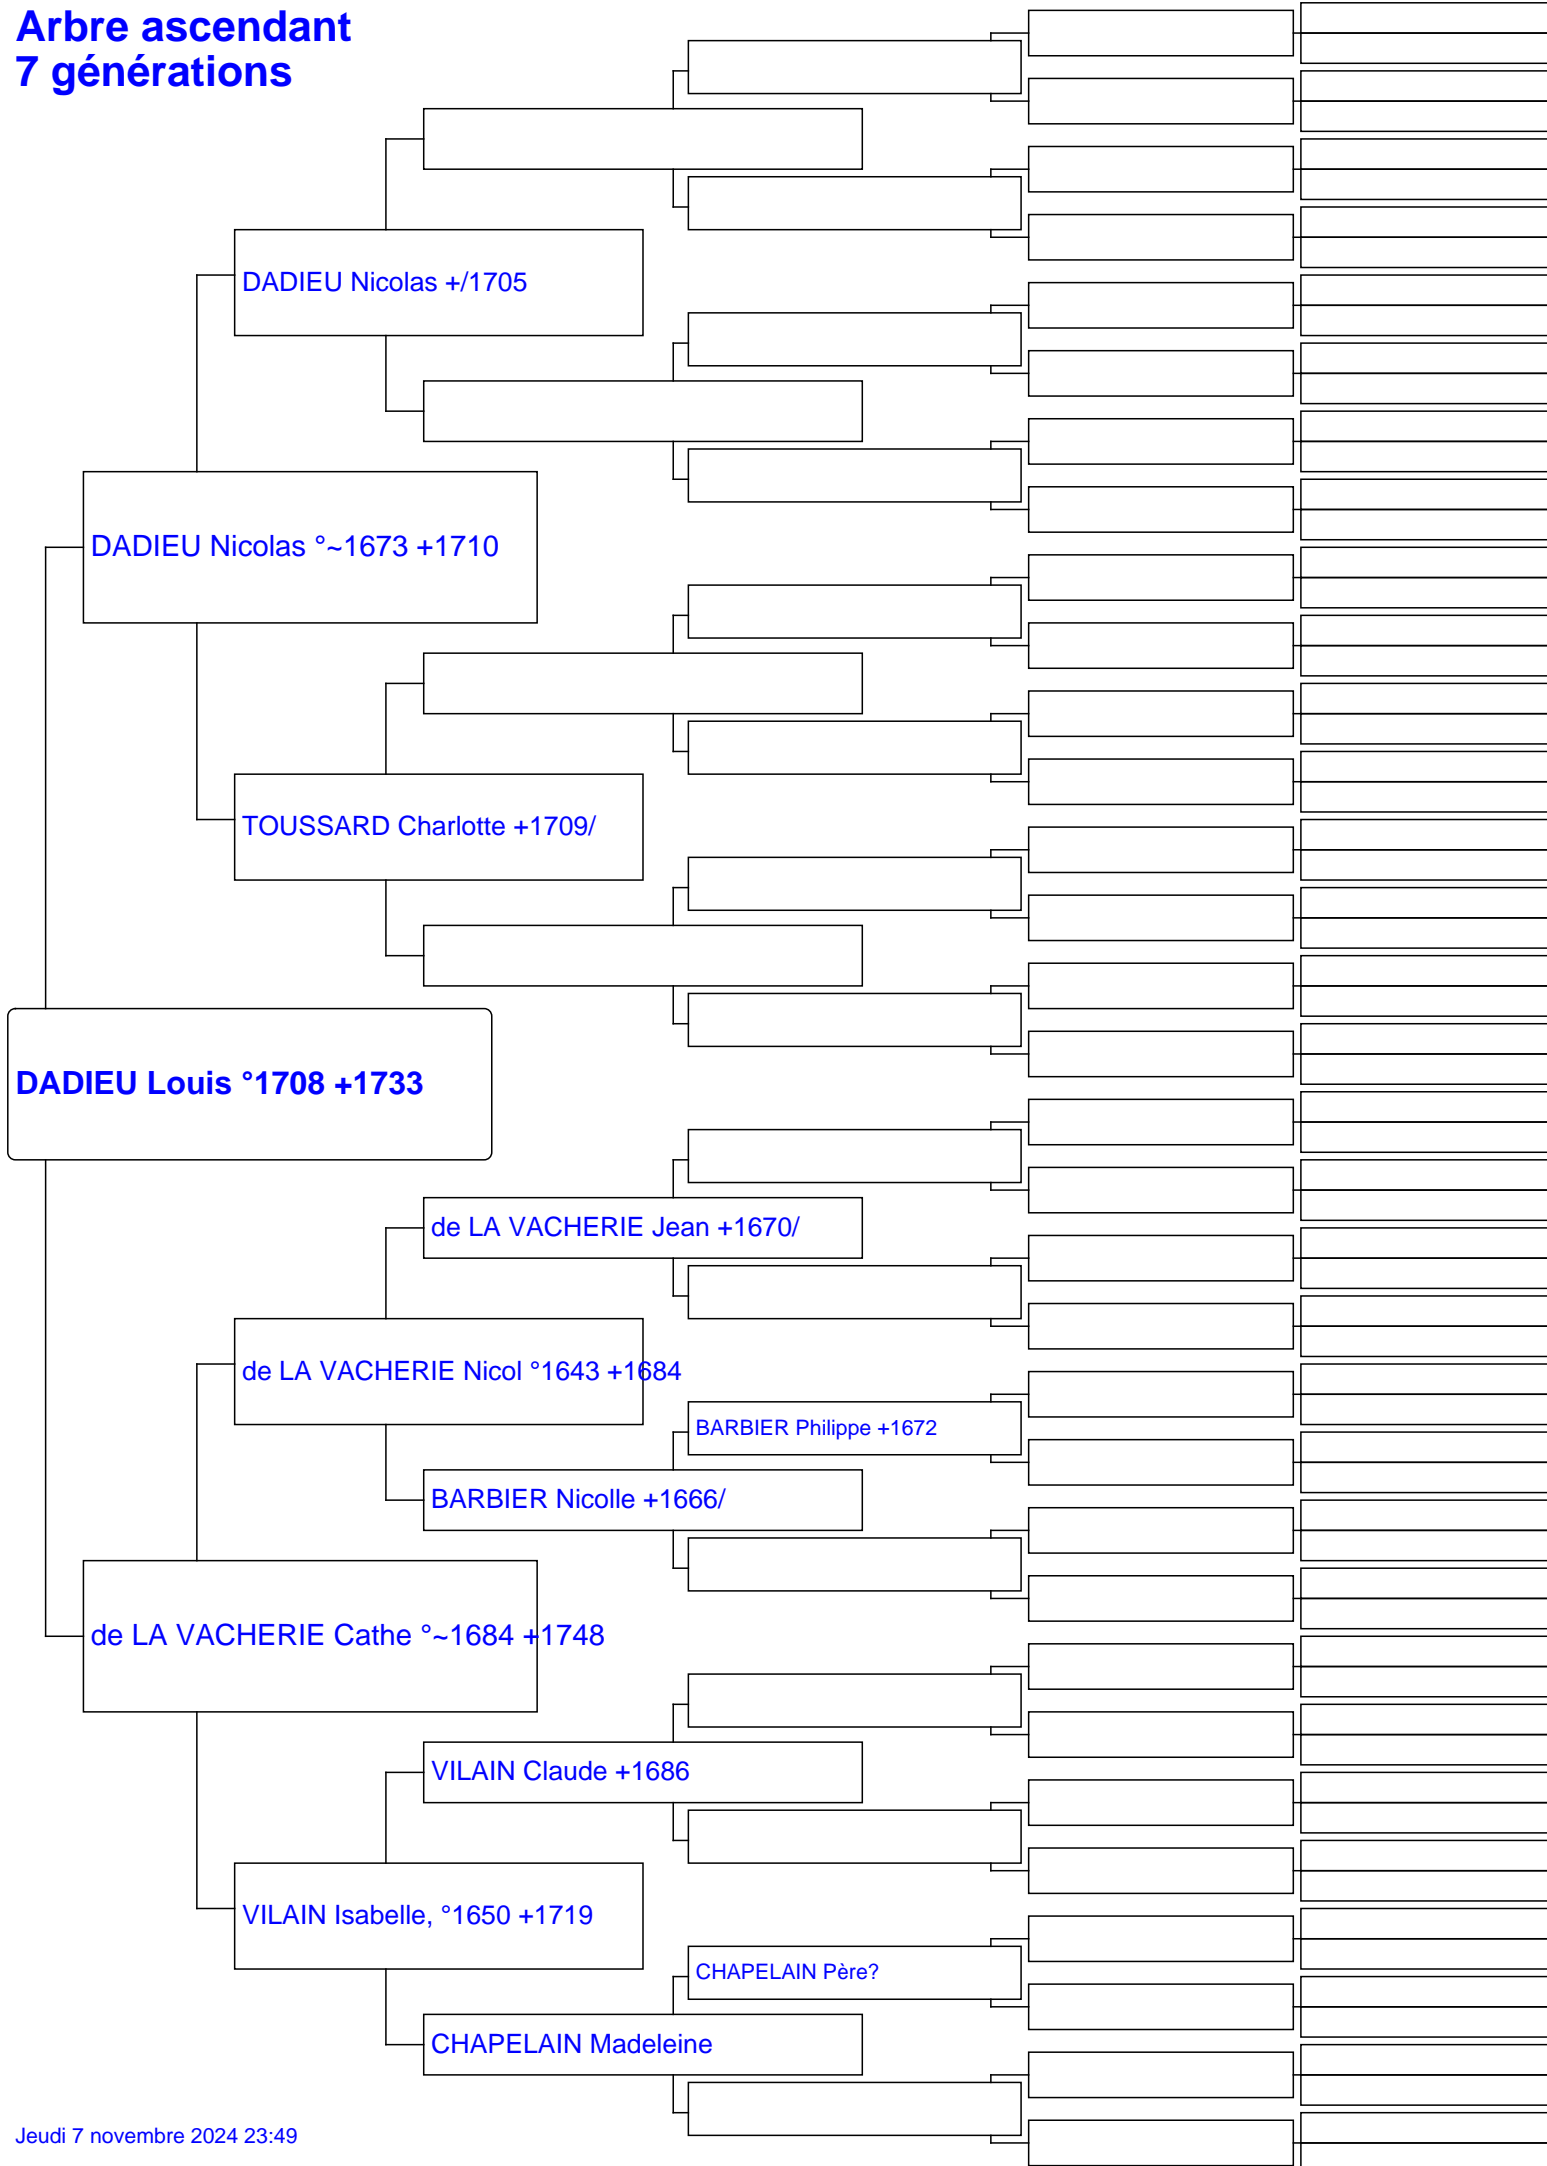 Arbre ascendant
7 générations
DADIEU Nicolas +/1705
DADIEU Nicolas °~1673 +1710
TOUSSARD Charlotte +1709/
DADIEU Louis °1708 +1733
de LA VACHERIE Jean +1670/
de LA VACHERIE Nicol °1643 +1684
BARBIER Philippe +1672
BARBIER Nicolle +1666/
de LA VACHERIE Cathe °~1684 +1748
VILAIN Claude +1686
VILAIN Isabelle, °1650 +1719
CHAPELAIN Père?
CHAPELAIN Madeleine
Jeudi 7 novembre 2024 23:49